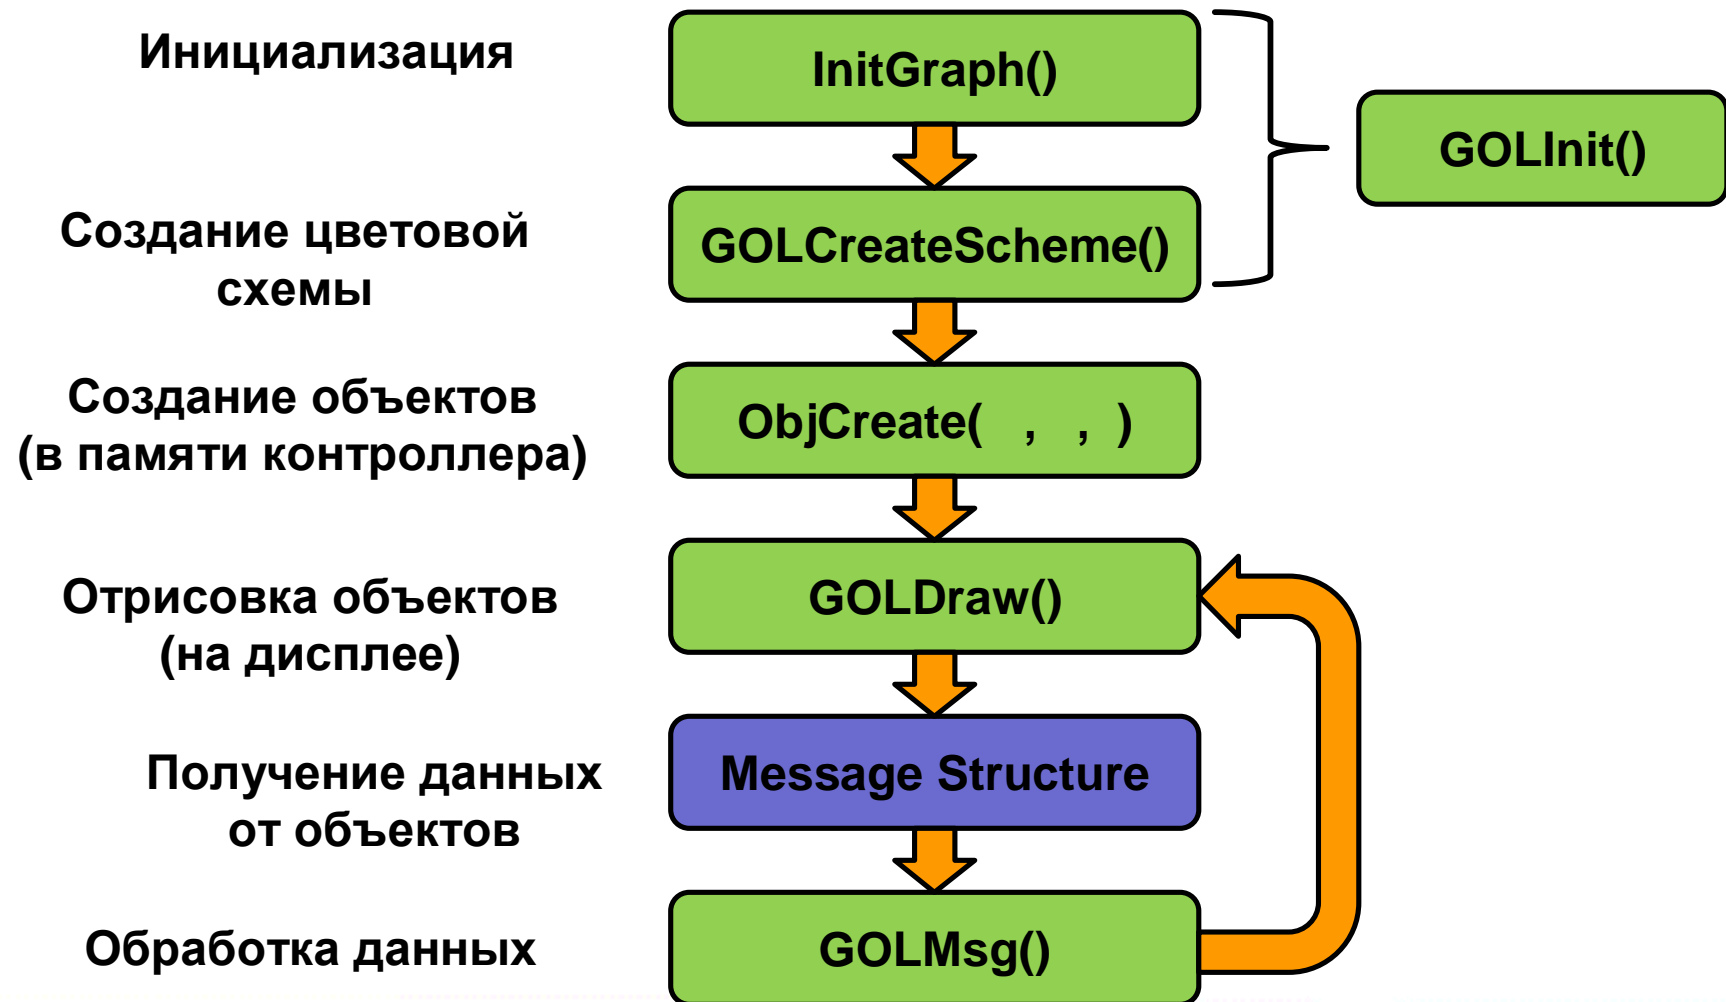 Инициализация
InitGraph()
GOLInit()
Создание цветовой
схемы
GOLCreateScheme()
Создание объектов
(в памяти контроллера)
ObjCreate( , , )
Отрисовка объектов
(на дисплее)
GOLDraw()
Получение данных
от объектов
Message Structure
Обработка данных
GOLMsg()